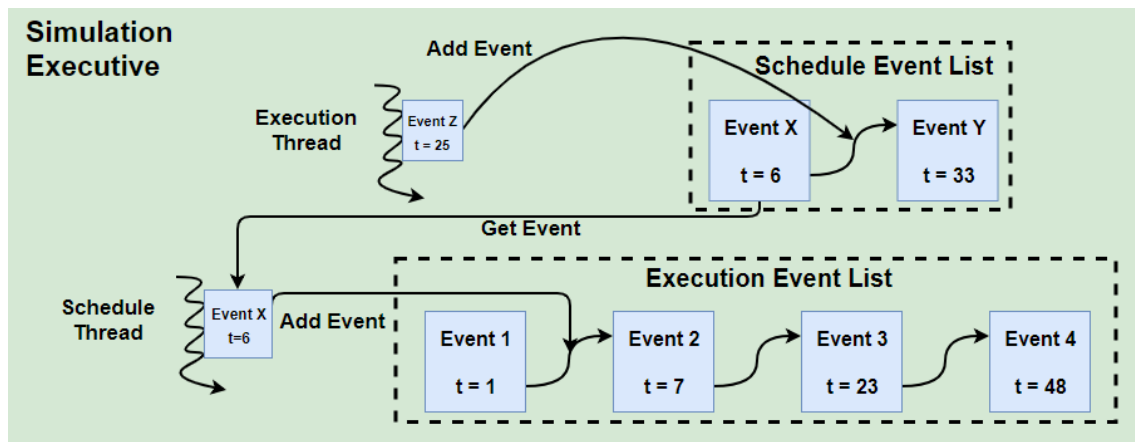 Simulation
Executive
Add Event
Schedule Event List
Execution
Thread
Event Z
t = 25
Event X
t = 6
Event Y
t = 33
Get Event
Execution Event List
Schedule
Thread
Event X
t=6
Add Event
Event 1
t = 1
Event 2
t = 7
Event 3
t = 23
Event 4
t = 48